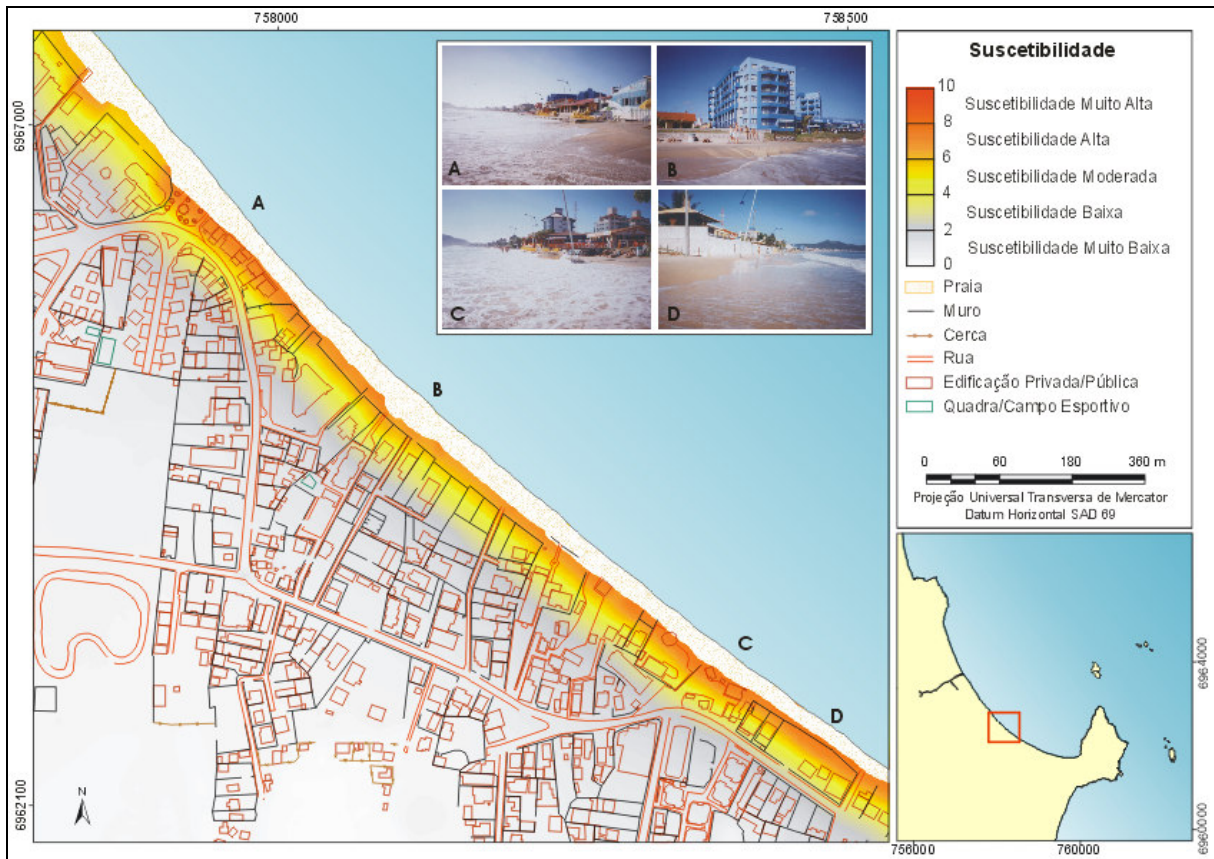 758000
758500
6967000
6962100
A
B
C
D
A
B
C
D
N
Suscetibilidade
10
8
6
4
2
0
Suscetibilidade Muito Alta
Suscetibilidade Alta
Suscetibilidade Moderada
Suscetibilidade Baixa
Suscetibilidade Muito Baixa
Praia
Muro
Cerca
Rua
Edificação Privada/Pública
Quadra/Campo Esportivo
0 60 180 360 m
Projeção Universal Transversa de Mercator
Datum Horizontal SAD 69
6964000
6960000
756000
760000